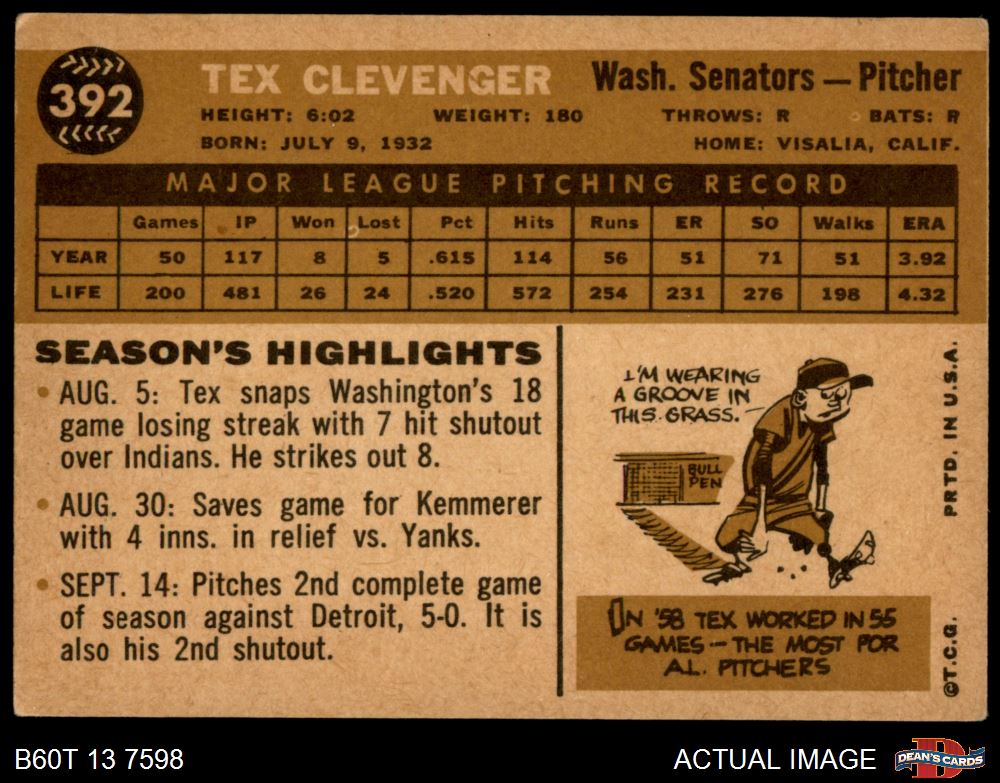 392
TEX CLEVENGER
Wash. Senators — Pitcher
HEIGHT: 6:02 WEIGHT: 180 THROWS: R BATS: R
BORN: JULY 9, 1932 HOME: VISALIA, CALIF.
MAJOR LEAGUE PITCHING RECORD
Games IP Won Lost Pct Hits Runs ER SO Walks ERA
YEAR 50 117 8 5 .615 114 56 51 71 51 3.92
LIFE 200 481 26 24 .520 572 254 231 276 198 4.32
SEASON'S HIGHLIGHTS
• AUG. 5: Tex snaps Washington's 18
game losing streak with 7 hit shutout
over Indians. He strikes out 8.
• AUG. 30: Saves game for Kemmerer
with 4 inns. in relief vs. Yanks.
• SEPT. 14: Pitches 2nd complete game
of season against Detroit, 5-0. It is
also his 2nd shutout.
I'M WEARING
A GROOVE IN
THIS GRASS.
BULL
PEN
IN '58 TEX WORKED IN 55
GAMES — THE MOST FOR
A.L. PITCHERS
PRTD. IN U.S.A.
©T.C.G.
B60T 13 7598
ACTUAL IMAGE
D
DEAN'S CARDS